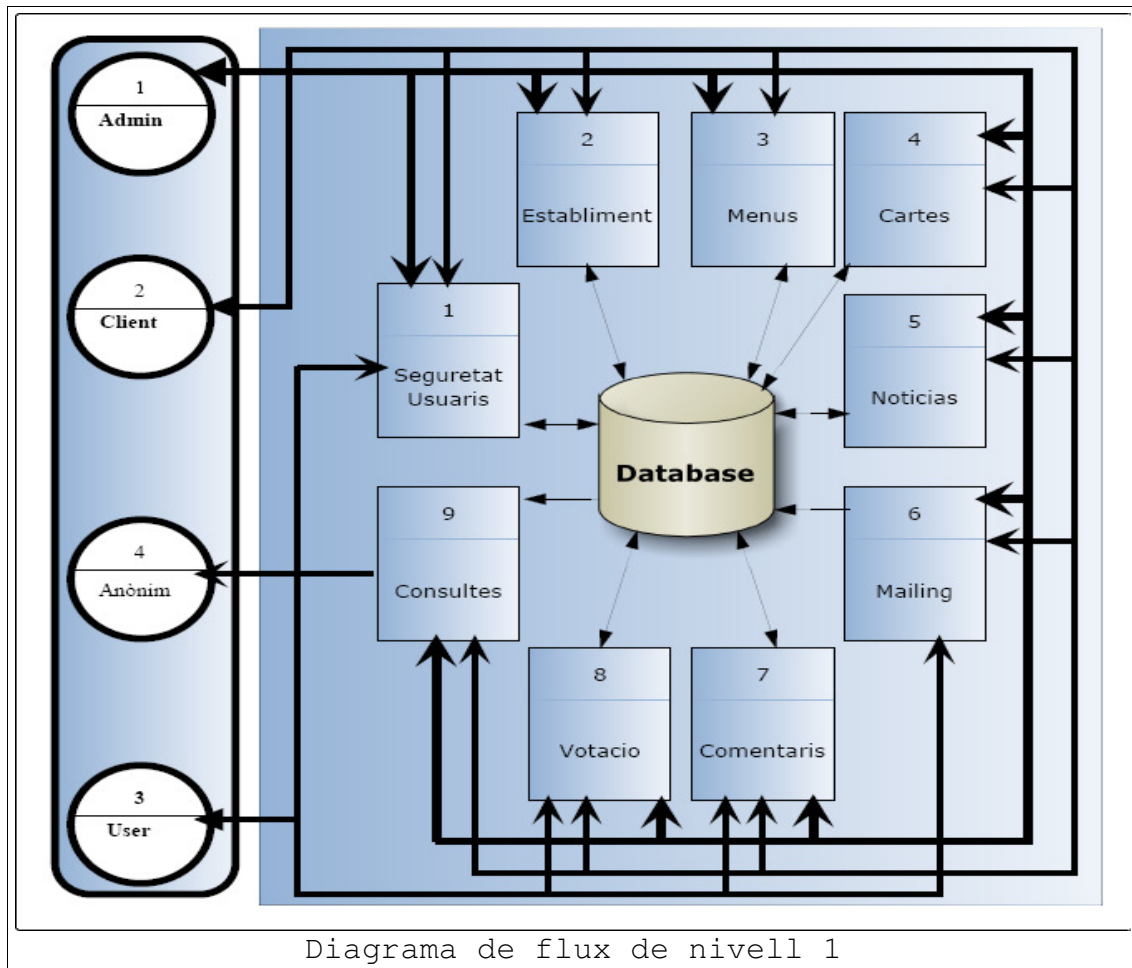 1
Admin
2
Client
4
Anònim
3
User
2
Establiment
3
Menus
4
Cartes
1
Seguretat
Usuaris
5
Noticias
Database
9
Consultes
6
Mailing
8
Votacio
7
Comentaris
Diagrama de flux de nivell 1